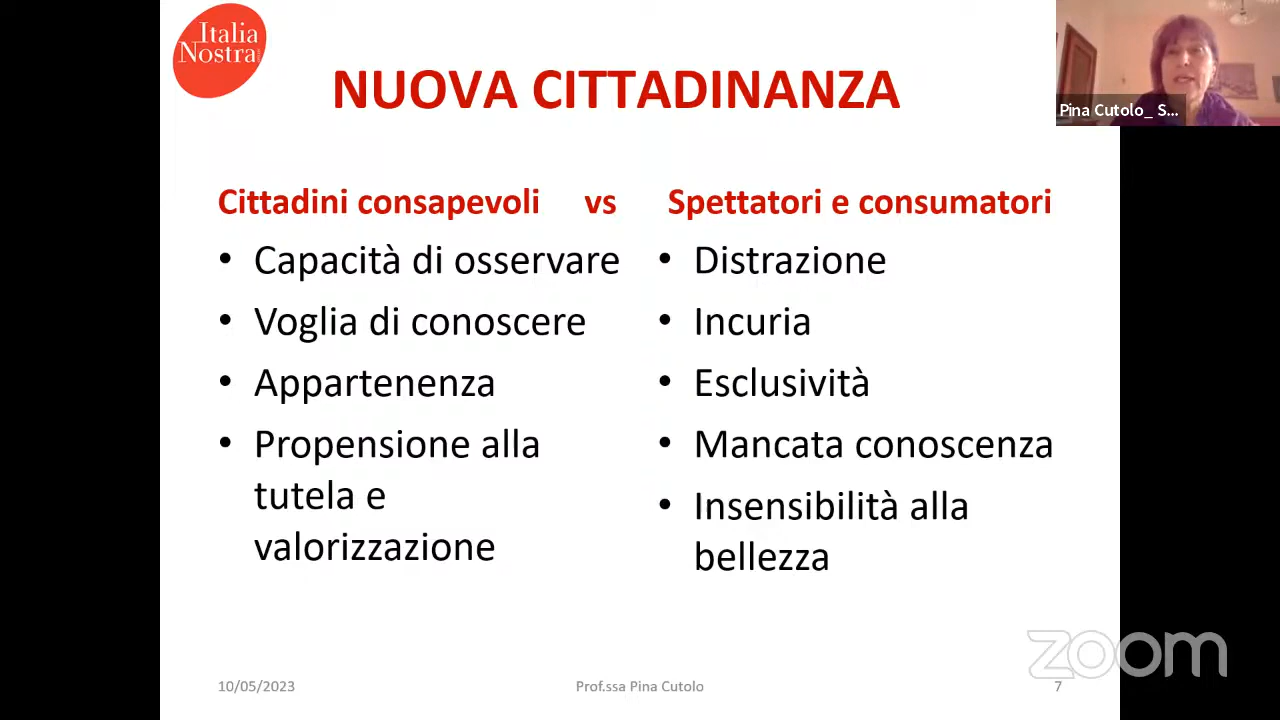 Italia
Nostra
NUOVA CITTADINANZA
Pina Cutolo_ S...
Cittadini consapevoli vs Spettatori e consumatori
• Capacità di osservare
• Voglia di conoscere
• Appartenenza
• Propensione alla
tutela e
valorizzazione
• Distrazione
• Incuria
• Esclusività
• Mancata conoscenza
• Insensibilità alla
bellezza
zoom
10/05/2023
Prof.ssa Pina Cutolo
7